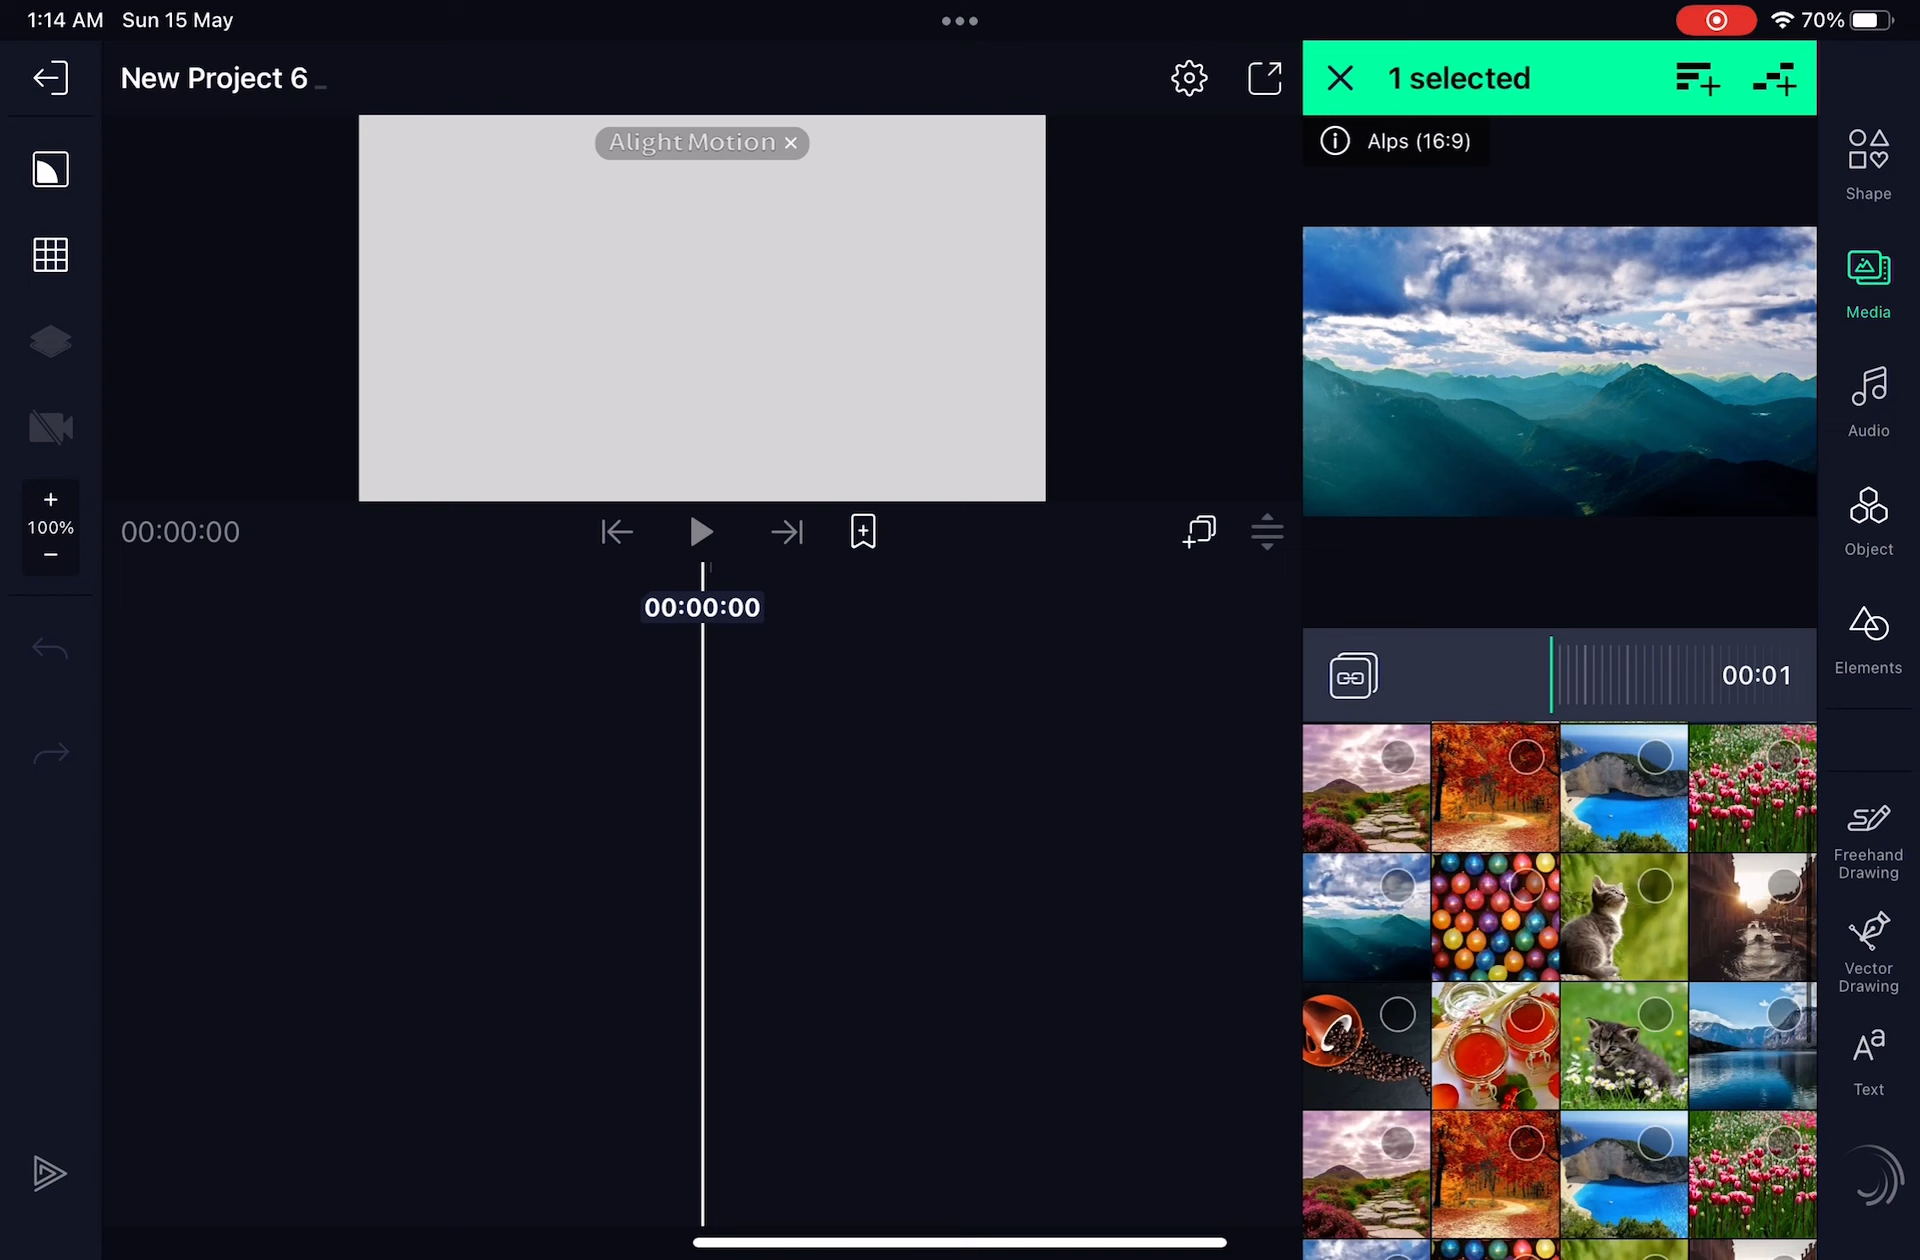 1:14 AM Sun 15 May
70%
New Project 6
1 selected
Alight Motion ×
Alps (16:9)
Shape
Media
Audio
Object
Elements
+
100%
−
00:00:00
00:00:00
00:01
Freehand
Drawing
Vector
Drawing
Aa
Text